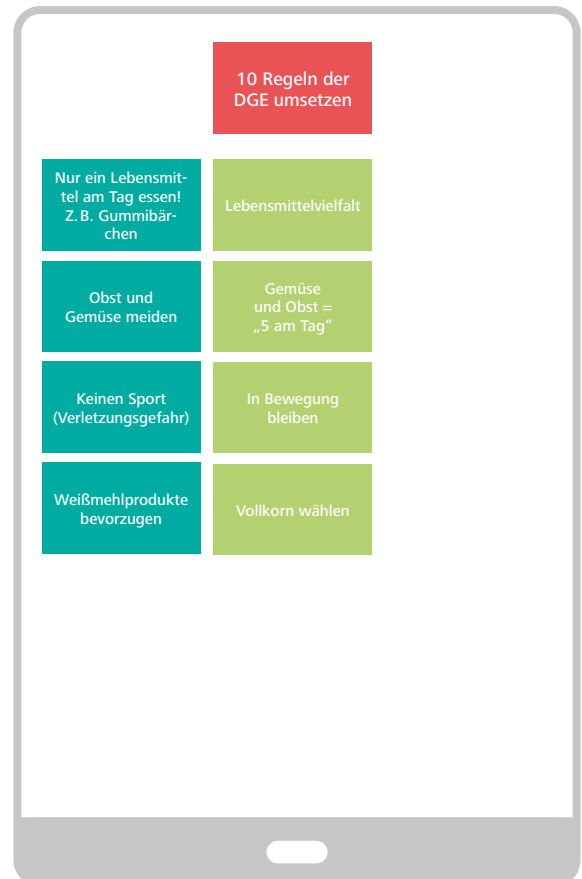 10 Regeln der
DGE umsetzen
Nur ein Lebensmit-
tel am Tag essen!
Z. B. Gummibär-
chen
Lebensmittelvielfalt
Obst und
Gemüse meiden
Gemüse
und Obst =
„5 am Tag“
Keinen Sport
(Verletzungsgefahr)
In Bewegung
bleiben
Weißmehlprodukte
bevorzugen
Vollkorn wählen